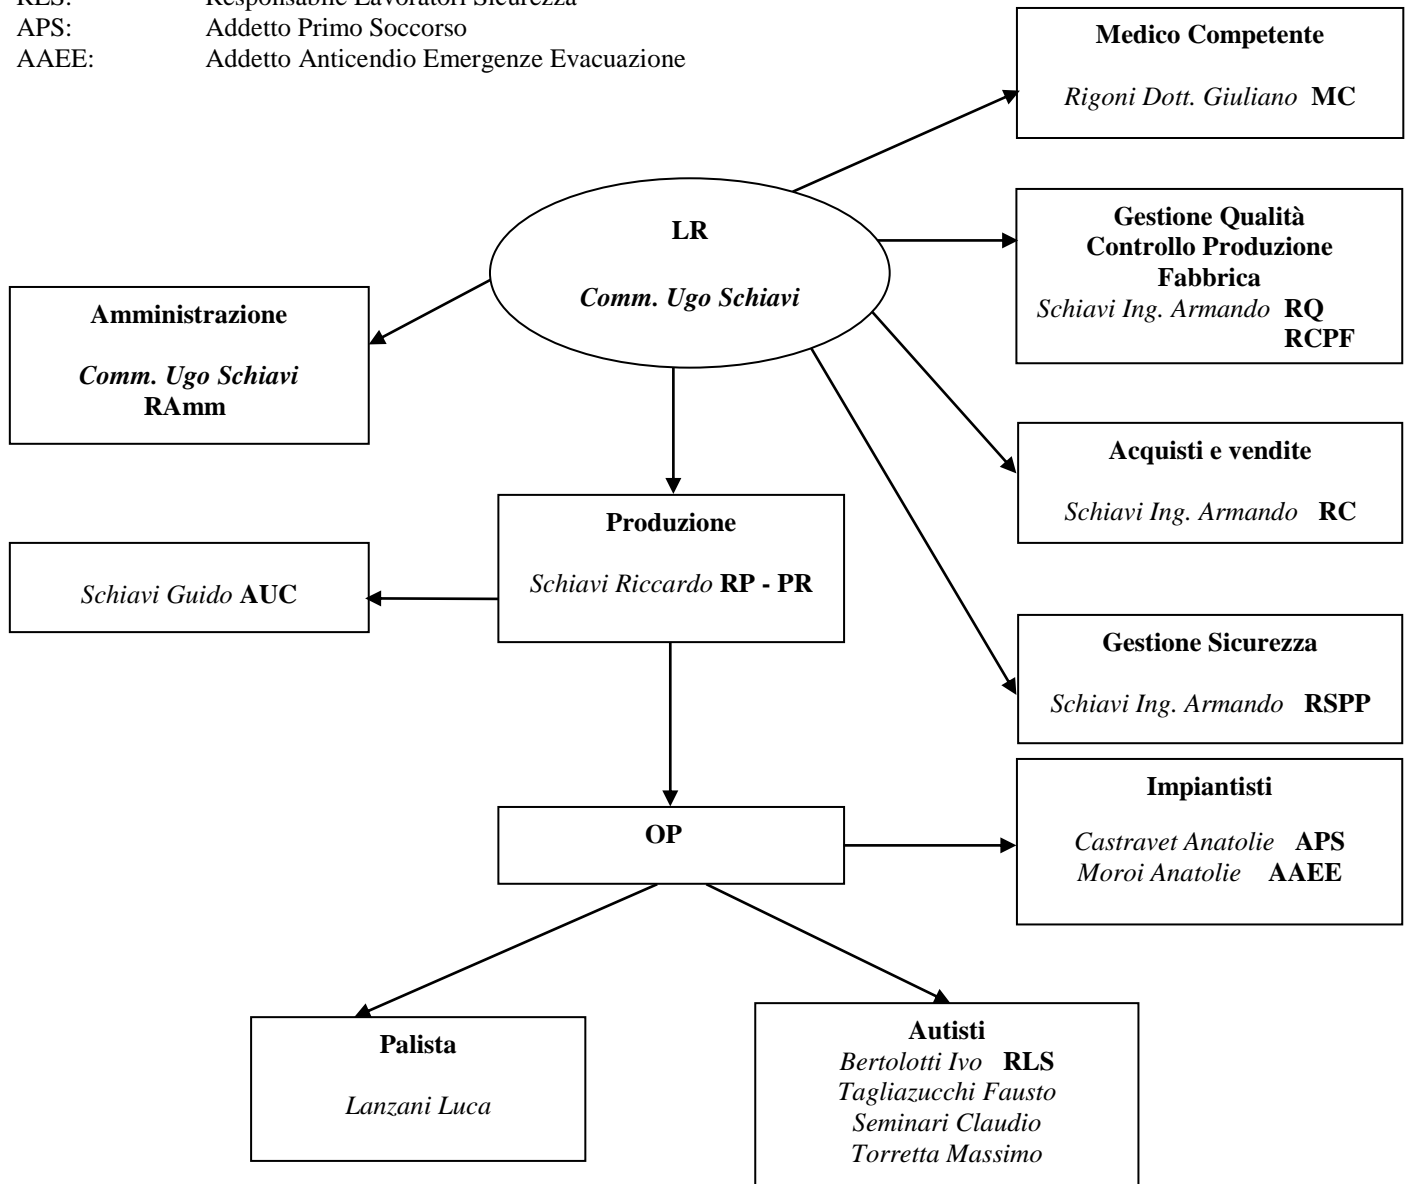 RLS: Responsabile Lavoratori Sicurezza
APS: Addetto Primo Soccorso
AAEE: Addetto Anticendio Emergenze Evacuazione
Medico Competente
Rigoni Dott. Giuliano MC
LR
Comm. Ugo Schiavi
Gestione Qualità
Controllo Produzione
Fabbrica
Schiavi Ing. Armando RQ
RCPF
Amministrazione
Comm. Ugo Schiavi
RAmm
Acquisti e vendite
Schiavi Ing. Armando RC
Produzione
Schiavi Riccardo RP - PR
Schiavi Guido AUC
Gestione Sicurezza
Schiavi Ing. Armando RSPP
Impiantisti
Castravet Anatolie APS
Moroi Anatolie AAEE
OP
Palista
Lanzani Luca
Autisti
Bertolotti Ivo RLS
Tagliazucchi Fausto
Seminari Claudio
Torretta Massimo